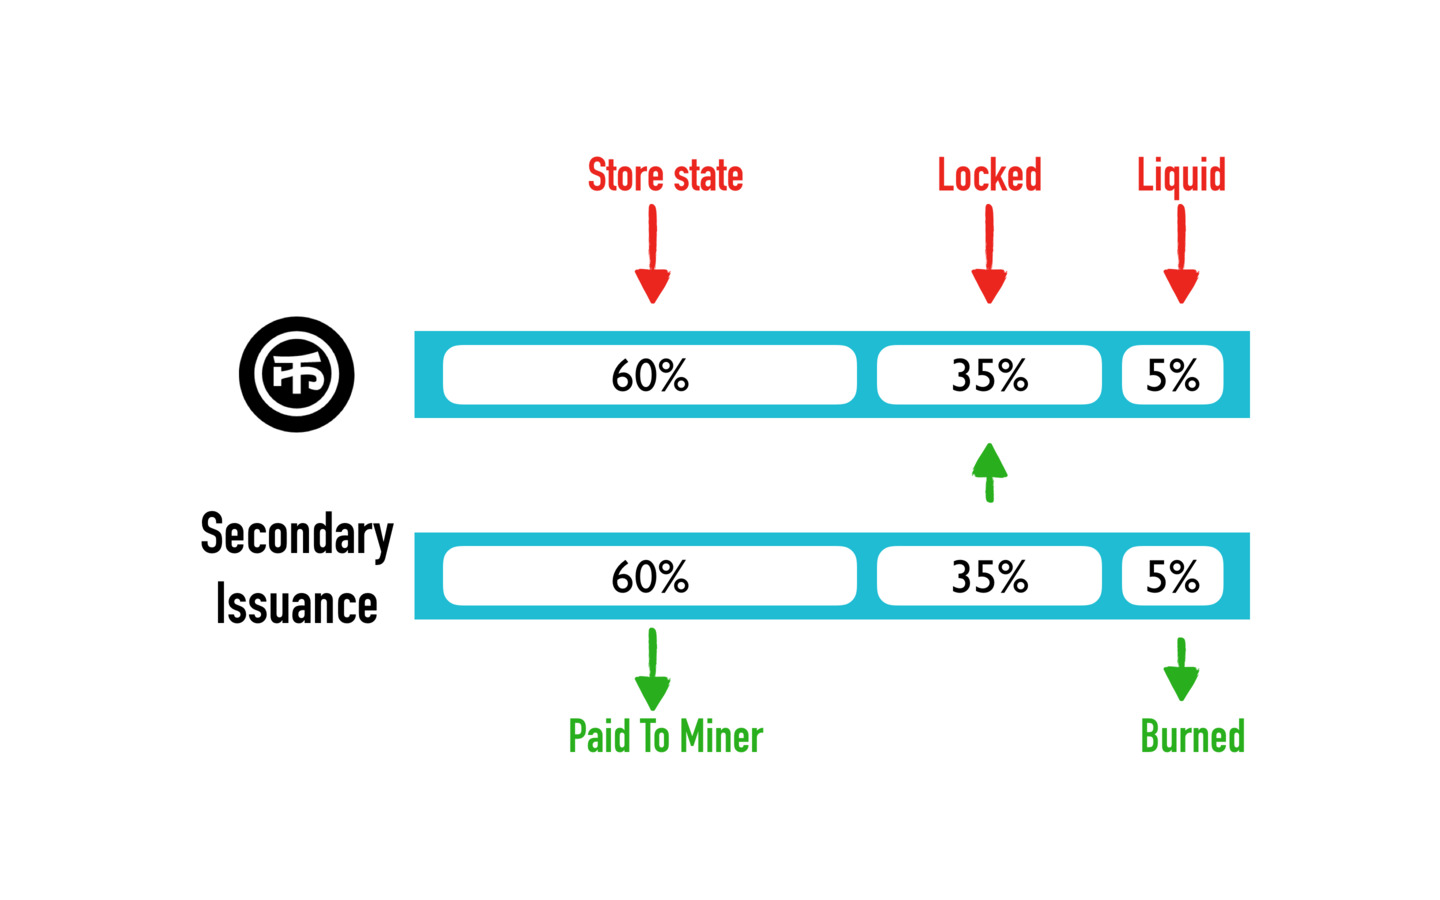 Store state
Locked
Liquid
60%
35%
5%
Secondary
Issuance
60%
35%
5%
Paid To Miner
Burned